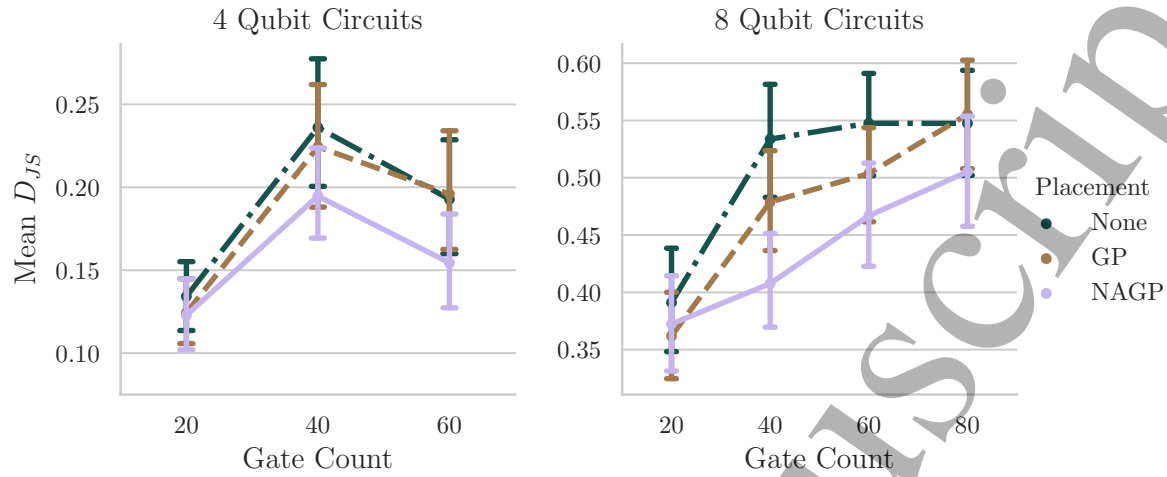 4 Qubit Circuits
8 Qubit Circuits
Mean D_JS
0.25
0.20
0.15
0.10
20 40 60
Gate Count
0.60
0.55
0.50
0.45
0.40
0.35
20 40 60 80
Gate Count
Placement
None
GP
NAGP